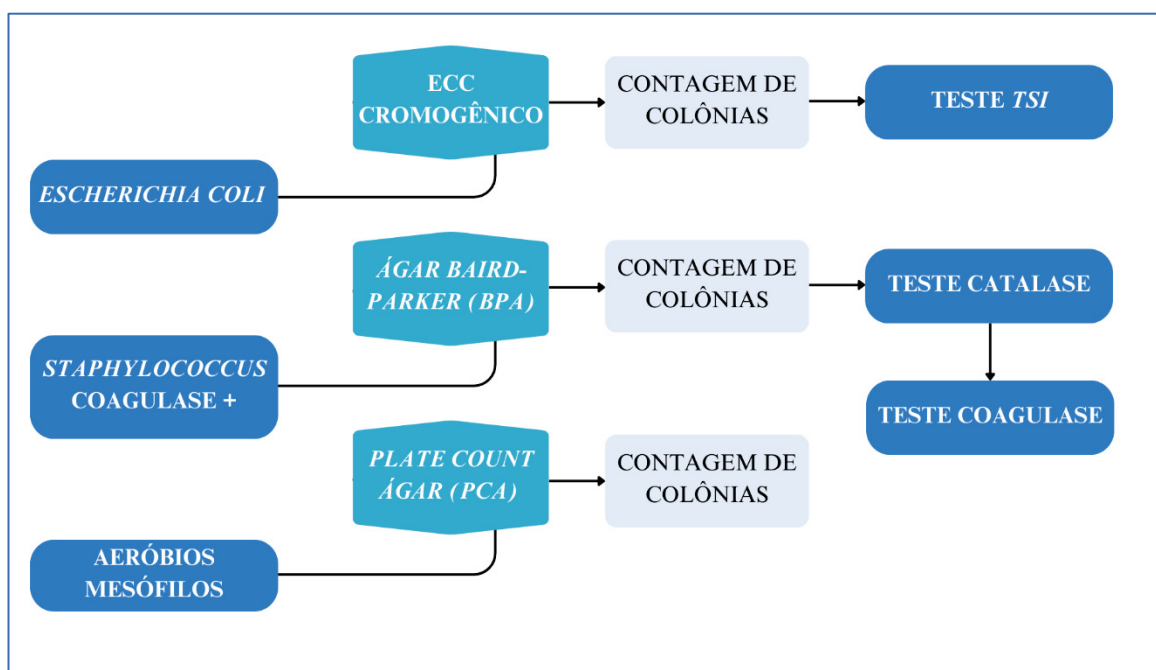 ECC
CROMOGÊNICO
CONTAGEM DE
COLÔNIAS
TESTE TSI
ESCHERICHIA COLI
ÁGAR BAIRD-
PARKER (BPA)
CONTAGEM DE
COLÔNIAS
TESTE CATALASE
STAPHYLOCOCCUS
COAGULASE +
TESTE COAGULASE
PLATE COUNT
ÁGAR (PCA)
CONTAGEM DE
COLÔNIAS
AERÓBIOS
MESÓFILOS